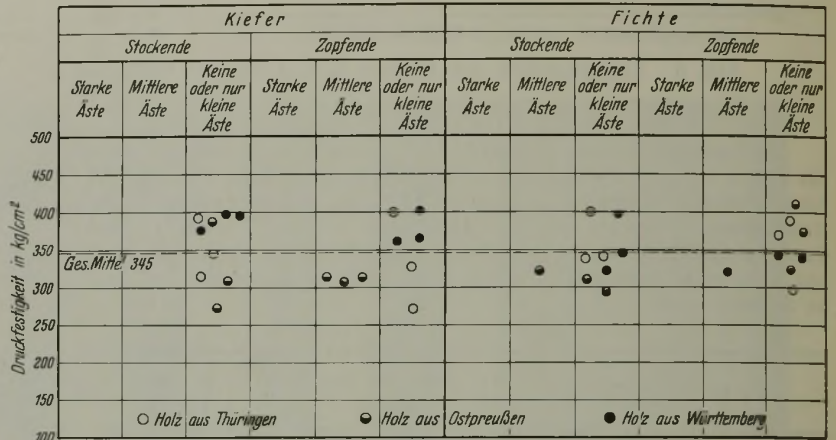 Kiefer Fichte
Stockende Zopfende Stockende Zopfende
Starke Äste Mittlere Äste Keine oder nur kleine Äste Starke Äste Mittlere Äste Keine oder nur kleine Äste Starke Äste Mittlere Äste Keine oder nur kleine Äste Starke Äste Mittlere Äste Keine oder nur kleine Äste
Druckfestigkeit in kg/cm²
500
450
400
350
Ges.Mittel 345
300
250
200
150
100
Holz aus Thüringen Holz aus Ostpreußen Holz aus Württemberg